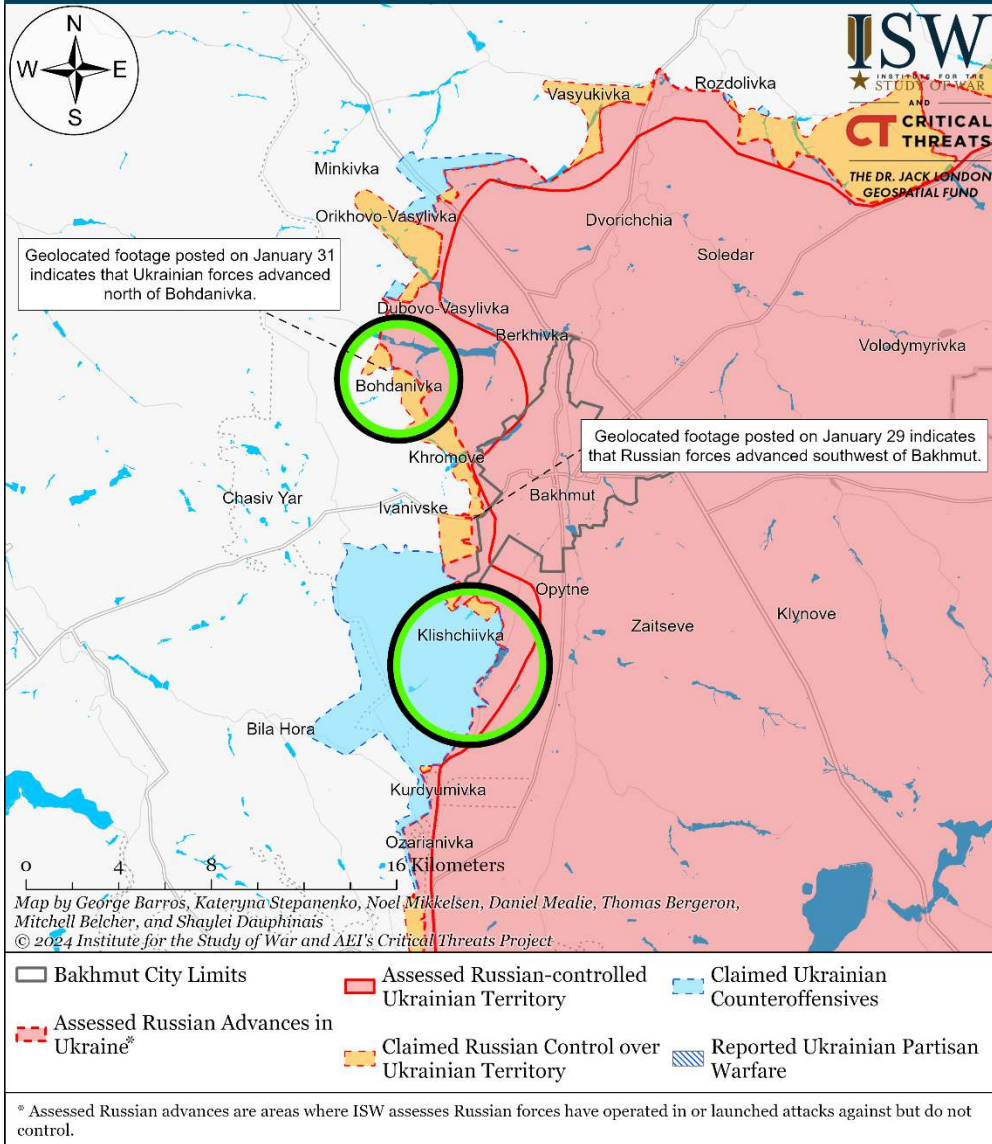 N
W E
S
ISW
INSTITUTE FOR THE
STUDY OF WAR
AND
CT CRITICAL
THREATS
THE DR. JACK LONDON
GEOSPATIAL FUND
Vasyukivka
Rozdolivka
Minkivka
Orikhovo-Vasylivka
Dvorichchia
Soledar
Geolocated footage posted on January 31
indicates that Ukrainian forces advanced
north of Bohdanivka.
Dubovo-Vasylivka
Berkhivka
Volodymyrivka
Bohdanivka
Geolocated footage posted on January 29 indicates
that Russian forces advanced southwest of Bakhmut.
Khromove
Chasiv Yar
Ivanivske
Bakhmut
Opytne
Klishchiivka
Zaitseve
Klynove
Bila Hora
Kurdyumivka
Ozarianivka
0 4 8 16 Kilometers
Map by George Barros, Kateryna Stepanenko, Noel Mikkelsen, Daniel Mealie, Thomas Bergeron,
Mitchell Belcher, and Shaylei Dauphinais
© 2024 Institute for the Study of War and AEI's Critical Threats Project
Bakhmut City Limits
Assessed Russian Advances in
Ukraine*
Assessed Russian-controlled
Ukrainian Territory
Claimed Russian Control over
Ukrainian Territory
Claimed Ukrainian
Counteroffensives
Reported Ukrainian Partisan
Warfare
* Assessed Russian advances are areas where ISW assesses Russian forces have operated in or launched attacks against but do not
control.